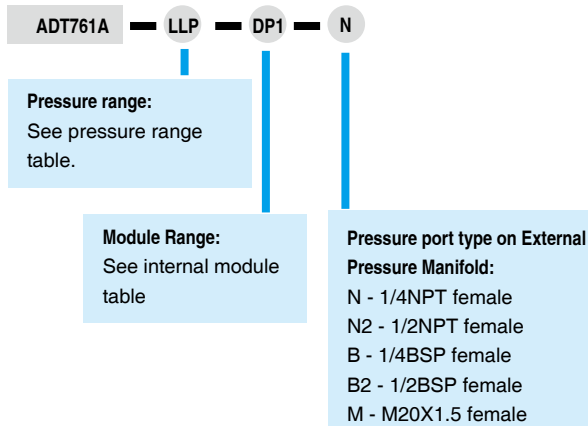 ADT761A LLP DP1 N
Pressure range:
See pressure range
table.
Module Range:
See internal module
table
Pressure port type on External
Pressure Manifold:
N - 1/4NPT female
N2 - 1/2NPT female
B - 1/4BSP female
B2 - 1/2BSP female
M - M20X1.5 female